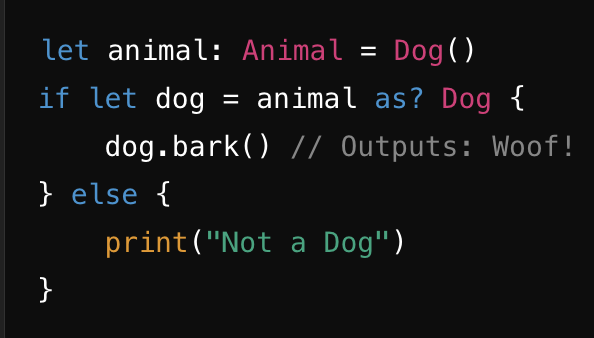 let animal: Animal = Dog()
if let dog = animal as? Dog {
    dog.bark() // Outputs: Woof!
} else {
    print("Not a Dog")
}